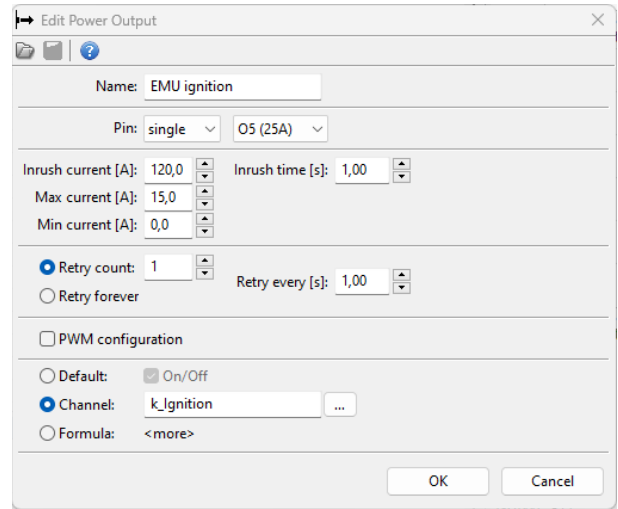 Edit Power Output
Name: EMU ignition
Pin: single O5 (25A)
Inrush current [A]: 120,0 Inrush time [s]: 1,00
Max current [A]: 15,0
Min current [A]: 0,0
Retry count: 1
Retry every [s]: 1,00
Retry forever
PWM configuration
Default: On/Off
Channel: k_Ignition ...
Formula: <more>
OK Cancel